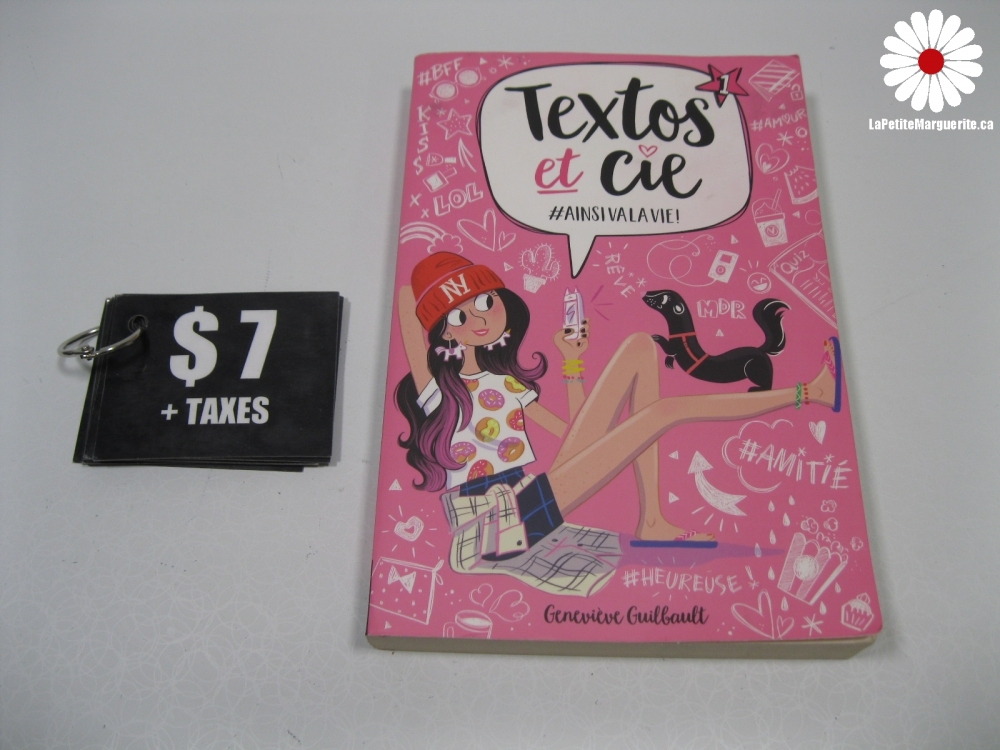 LaPetiteMarguerite.ca
$ 7
+ TAXES
1
Textos
et cie
#AINSIVALAVIE!
#BFF
KISS
x x LOL
#AMOUR
RÊVE
QUIZ
MDR
NH
#AMITIÉ
#HEUREUSE!
Geneviève Guilbault